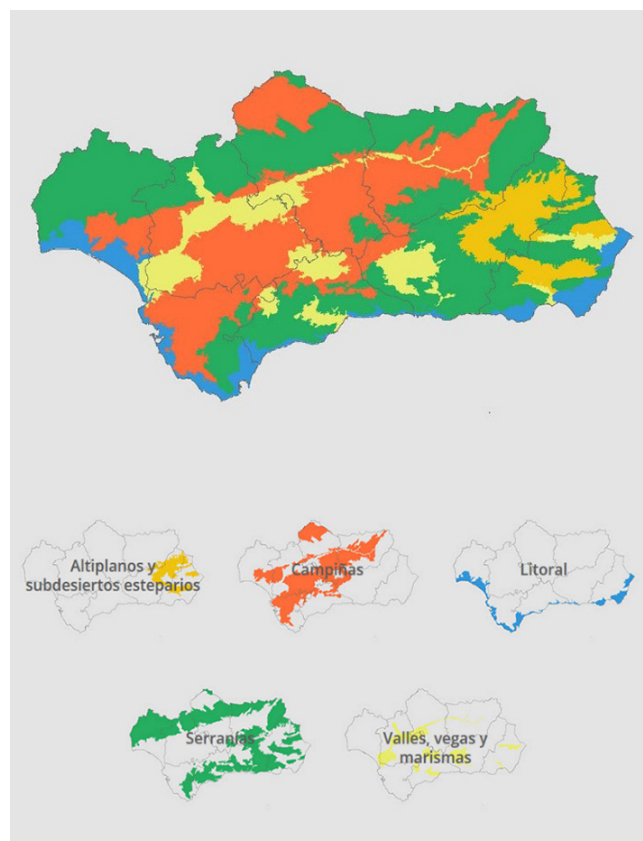 Altiplanos y
subdesiertos esteparios
Campiñas
Litoral
Serranías
Valles, vegas y
marismas